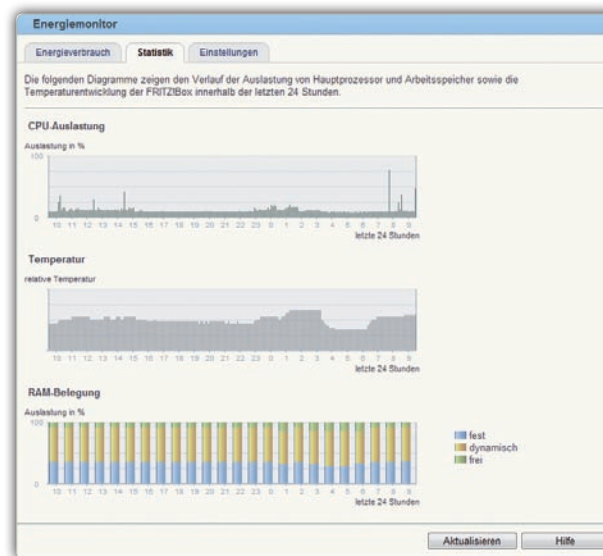 Energiemonitor
Energieverbrauch Statistik Einstellungen
Die folgenden Diagramme zeigen den Verlauf der Auslastung von Hauptprozessor und Arbeitsspeicher sowie die
Temperaturentwicklung der FRITZ!Box innerhalb der letzten 24 Stunden.
CPU-Auslastung
Auslastung in %
100
0
10 11 12 13 14 15 16 17 18 19 20 21 22 23 0 1 2 3 4 5 6 7 8 9
letzte 24 Stunden
Temperatur
relative Temperatur
10 11 12 13 14 15 16 17 18 19 20 21 22 23 0 1 2 3 4 5 6 7 8 9
letzte 24 Stunden
RAM-Belegung
Auslastung in %
100
0
fest
dynamisch
frei
10 11 12 13 14 15 16 17 18 19 20 21 22 23 0 1 2 3 4 5 6 7 8 9
letzte 24 Stunden
Aktualisieren Hilfe